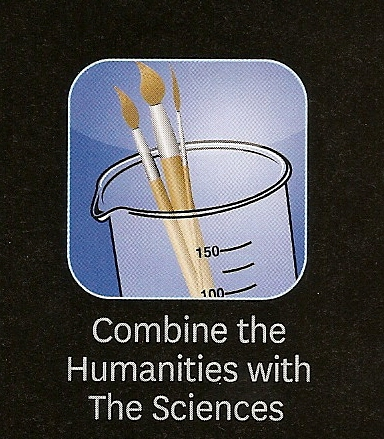 150
100
Combine the
Humanities with
The Sciences